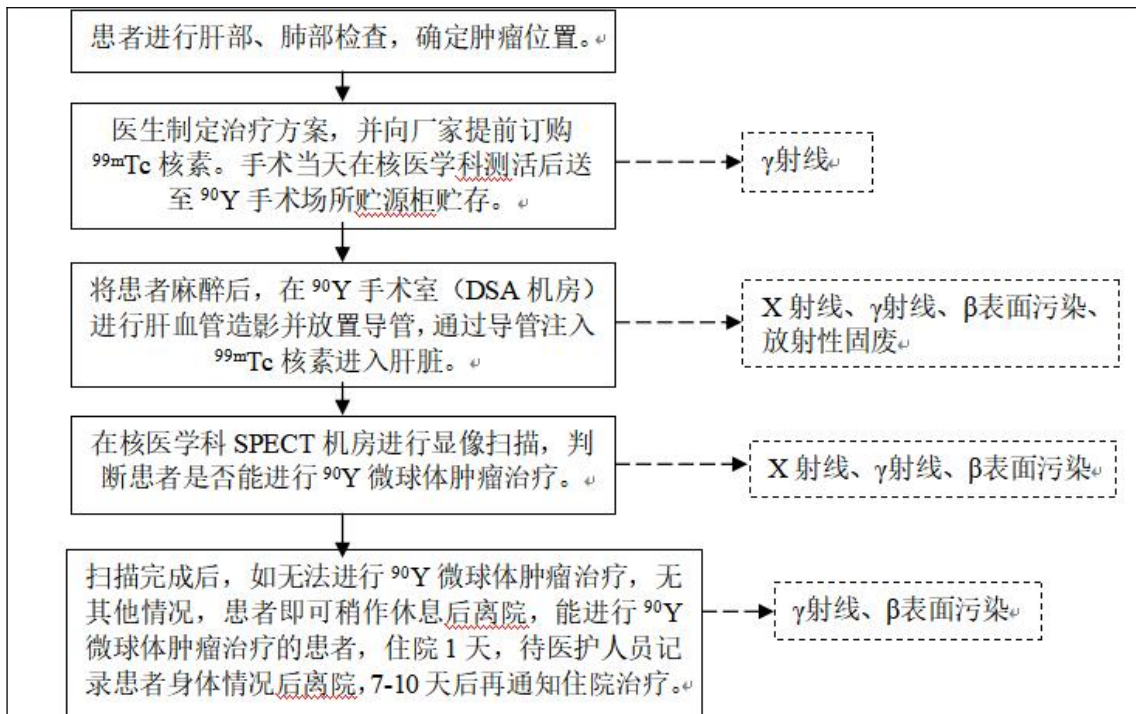 患者进行肝部、肺部检查，确定肿瘤位置。
医生制定治疗方案，并向厂家提前订购
⁹⁹ᵐTc 核素。手术当天在核医学科测活后送
至 ⁹⁰Y 手术场所贮源柜贮存。
γ射线
将患者麻醉后，在 ⁹⁰Y 手术室（DSA 机房）
进行肝血管造影并放置导管，通过导管注入
⁹⁹ᵐTc 核素进入肝脏。
X 射线、γ射线、β表面污染、
放射性固废
在核医学科 SPECT 机房进行显像扫描，判
断患者是否能进行 ⁹⁰Y 微球体肿瘤治疗。
X 射线、γ射线、β表面污染
扫描完成后，如无法进行 ⁹⁰Y 微球体肿瘤治疗，无
其他情况，患者即可稍作休息后离院，能进行 ⁹⁰Y
微球体肿瘤治疗的患者，住院 1 天，待医护人员记
录患者身体情况后离院，7-10 天后再通知住院治疗。
γ射线、β表面污染